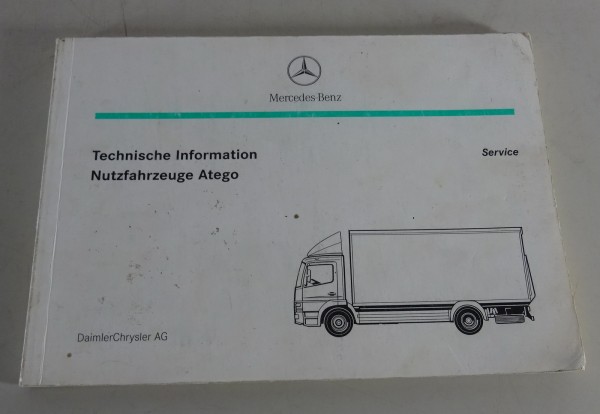 Mercedes-Benz
Technische Information
Nutzfahrzeuge Atego
Service
DaimlerChrysler AG